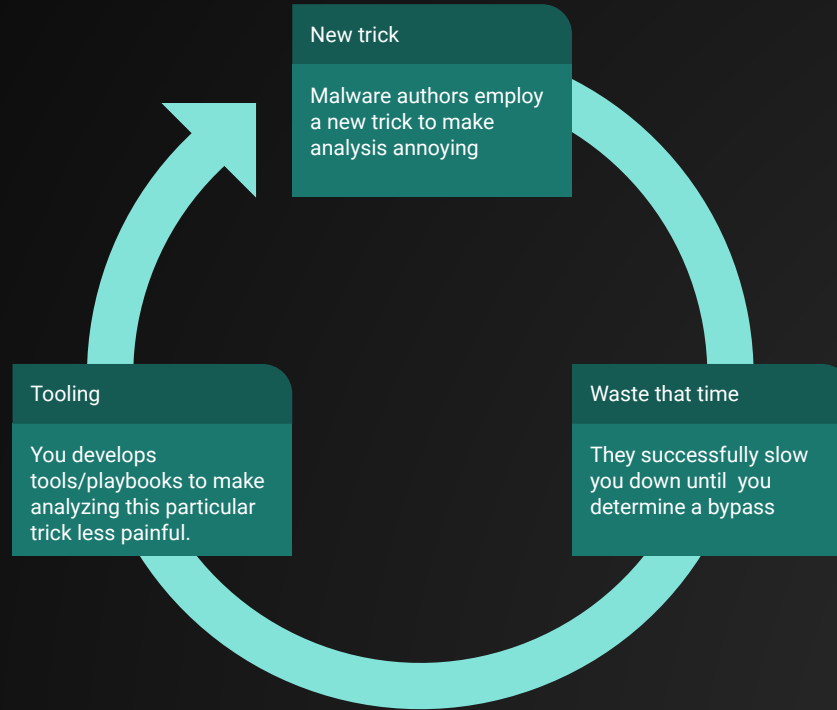 New trick
Malware authors employ
a new trick to make
analysis annoying
Waste that time
They successfully slow
you down until  you
determine a bypass
Tooling
You develops
tools/playbooks to make
analyzing this particular
trick less painful.